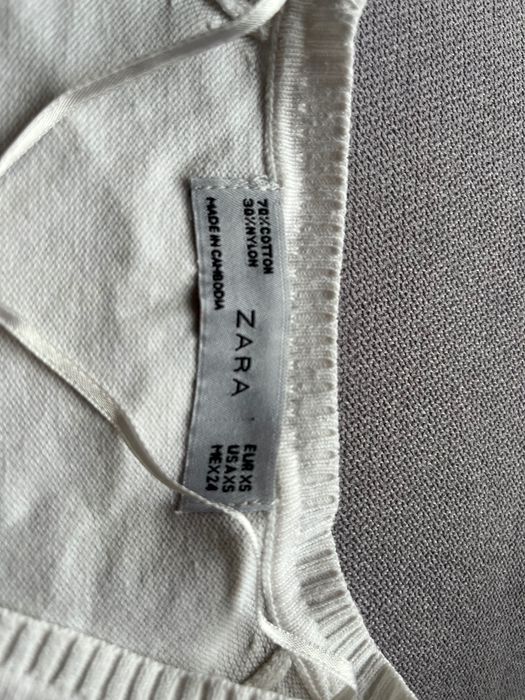 70%COTTON
30%NYLON
MADE IN CAMBODIA
ZARA
EUR XS
USA XS
MEX 24